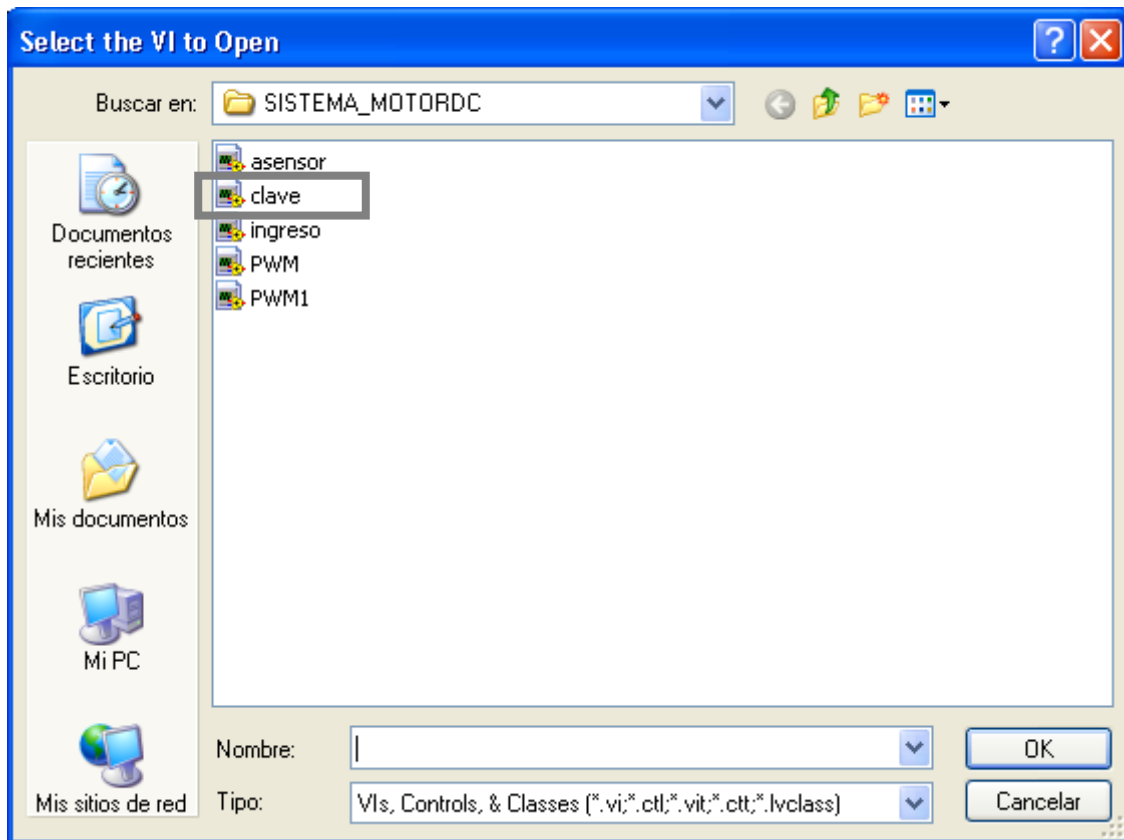 Select the VI to Open
Buscar en: SISTEMA_MOTORDC
asensor
clave
ingreso
PWM
PWM1
Documentos
recientes
Escritorio
Mis documentos
Mi PC
Mis sitios de red
Nombre:
OK
Tipo: VIs, Controls, & Classes (*.vi;*.ctl;*.vit;*.ctt;*.lvclass)
Cancelar